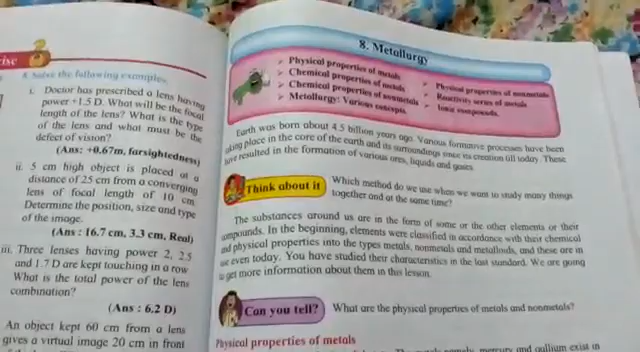 8. Solve the following examples.
i. Doctor has prescribed a lens having
power +1.5 D. What will be the focal
length of the lens? What is the type
of the lens and what must be the
defect of vision?
(Ans: +0.67m, farsightedness)
ii. 5 cm high object is placed at a
distance of 25 cm from a converging
lens of focal length of 10 cm.
Determine the position, size and type
of the image.
(Ans : 16.7 cm, 3.3 cm, Real)
iii. Three lenses having power 2, 2.5
and 1.7 D are kept touching in a row
What is the total power of the lens
combination?
(Ans : 6.2 D)
An object kept 60 cm from a lens
gives a virtual image 20 cm in front
8. Metallurgy
➢ Physical properties of metals
➢ Chemical properties of metals
➢ Chemical properties of nonmetals
➢ Metallurgy: Various concepts
➢ Physical properties of nonmetals
➢ Reactivity series of metals
➢ Ionic compounds
Earth was born about 4.5 billion years ago. Various formative processes have been
taking place in the core of the earth and its surroundings since its creation till today. These
have resulted in the formation of various ores, liquids and gases.
Think about it
Which method do we use when we want to study many things
together and at the same time?
The substances around us are in the form of some or the other elements or their
compounds. In the beginning, elements were classified in accordance with their chemical
and physical properties into the types metals, nonmetals and metalloids, and these are in
use even today. You have studied their characteristics in the last standard. We are going
to get more information about them in this lesson.
Can you tell?
What are the physical properties of metals and nonmetals?
Physical properties of metals
mercury and gallium exist in